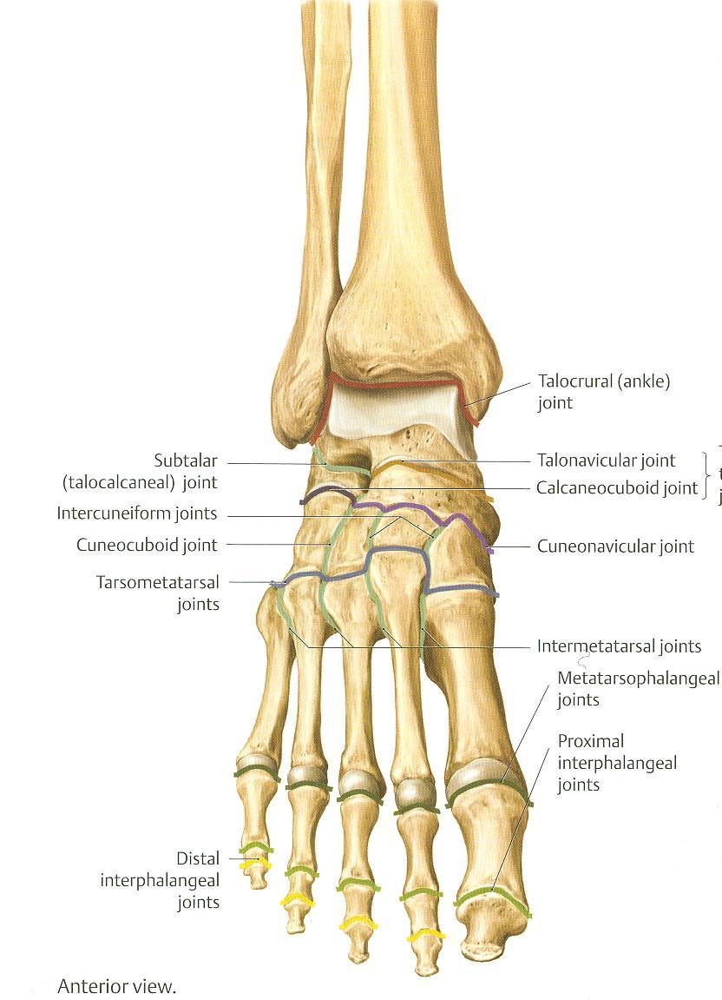 Talocrural (ankle)
joint
Subtalar
(talocalcaneal) joint
Talonavicular joint
Calcaneocuboid joint
Intercuneiform joints
Cuneocuboid joint
Cuneonavicular joint
Tarsometatarsal
joints
Intermetatarsal joints
Metatarsophalangeal
joints
Proximal
interphalangeal
joints
Distal
interphalangeal
joints
Anterior view.